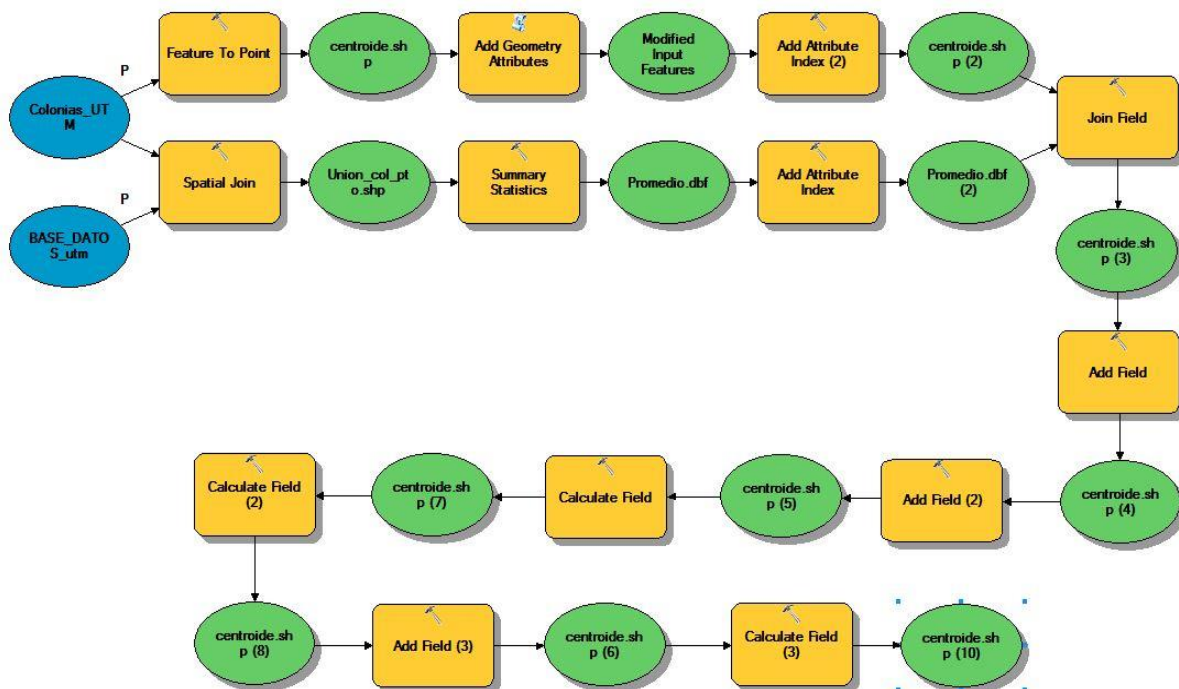 P
Colonias_UT
M
Feature To Point
centroide.sh
p
Add Geometry
Attributes
Modified
Input
Features
Add Attribute
Index (2)
centroide.sh
p (2)
Join Field
P
BASE_DATO
S_utm
Spatial Join
Union_col_pt
o.shp
Summary
Statistics
Promedio.dbf
Add Attribute
Index
Promedio.dbf
(2)
centroide.sh
p (3)
Add Field
centroide.sh
p (4)
Add Field (2)
centroide.sh
p (5)
Calculate Field
centroide.sh
p (7)
Calculate Field
(2)
centroide.sh
p (8)
Add Field (3)
centroide.sh
p (6)
Calculate Field
(3)
centroide.sh
p (10)